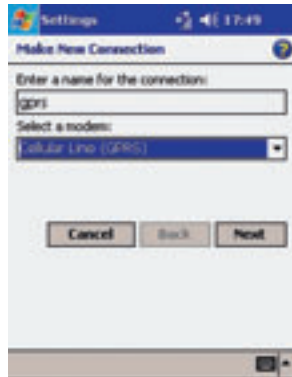 Settings 17:49
Make New Connection
Enter a name for the connection:
gprs
Select a modem:
Cellular Line (GPRS)
Cancel Back Next